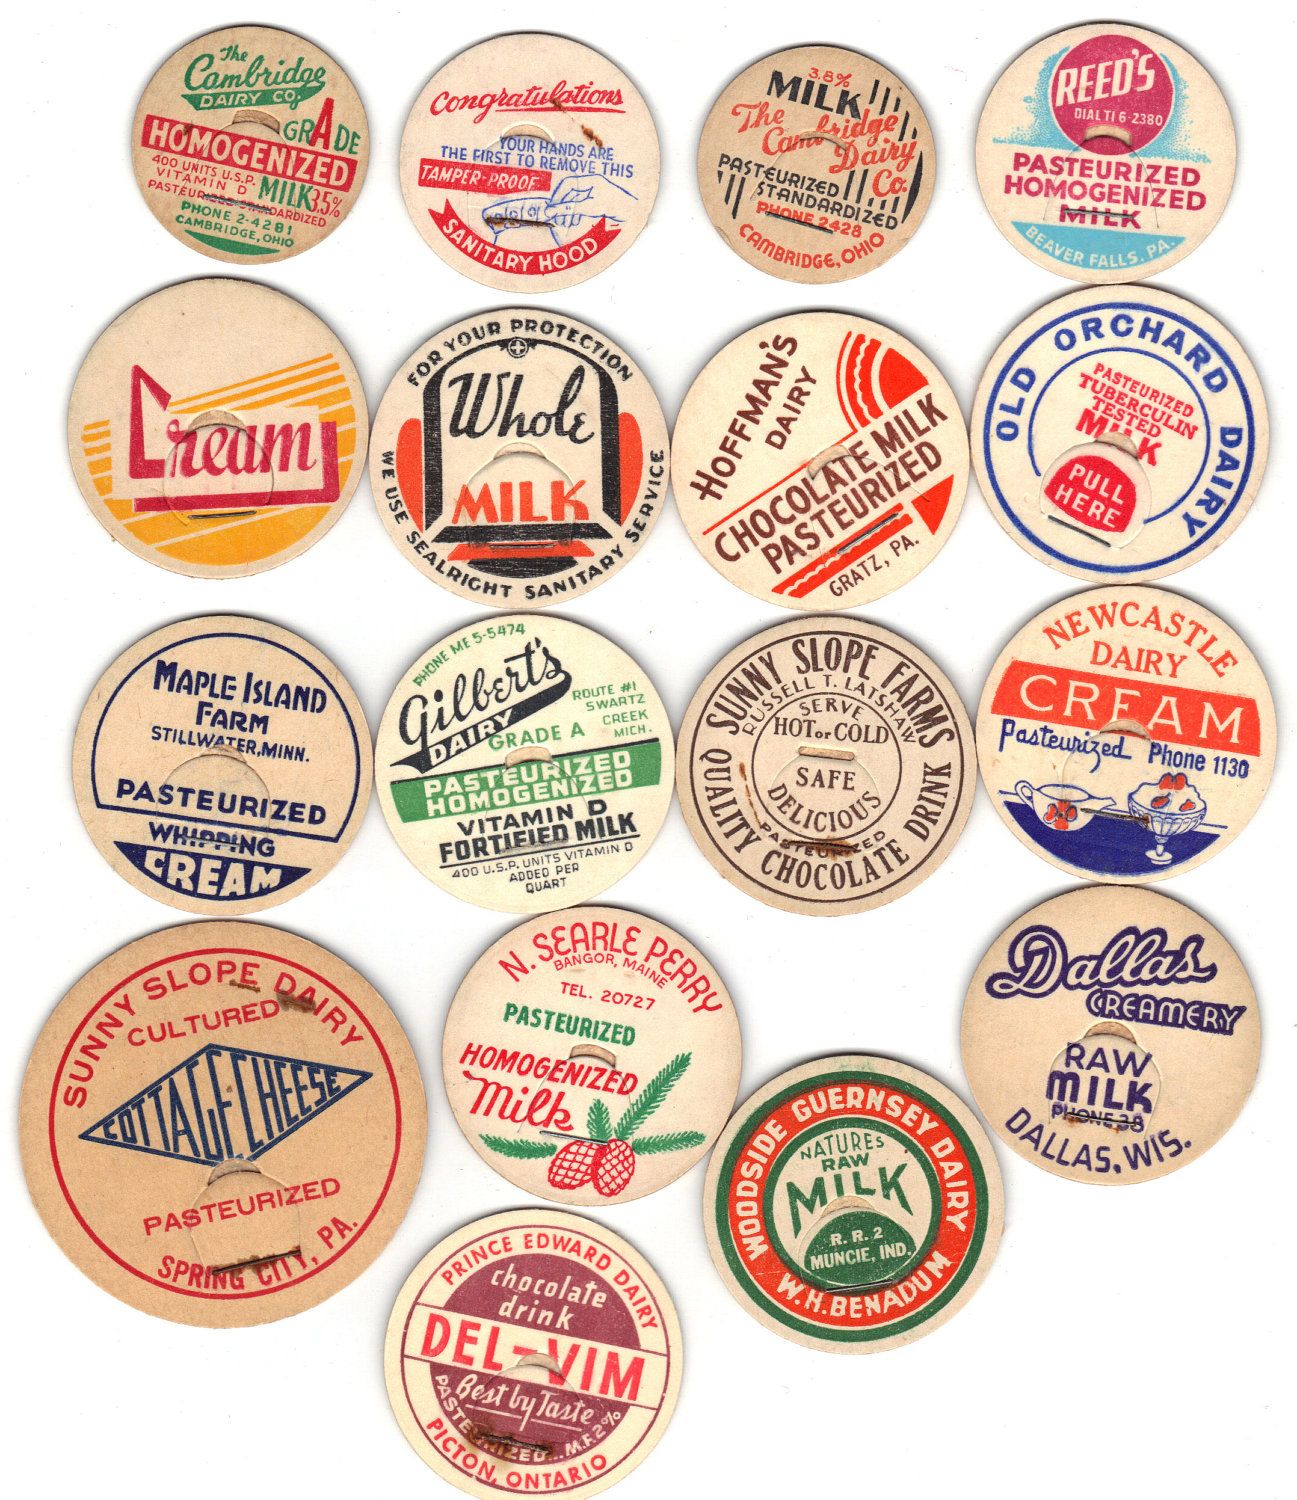 The
Cambridge
DAIRY CO.
GRADE
HOMOGENIZED
400 UNITS U.S.P.
VITAMIN D
MILK 3.5%
PASTEURIZED STANDARDIZED
PHONE 2-4281
CAMBRIDGE, OHIO
Congratulations
YOUR HANDS ARE
THE FIRST TO REMOVE THIS
TAMPER-PROOF
SANITARY HOOD
3.8%
MILK
The
Cambridge
Dairy
Co.
PASTEURIZED
STANDARDIZED
PHONE 2428
CAMBRIDGE, OHIO
REED'S
DIAL TI 6-2380
PASTEURIZED
HOMOGENIZED
MILK
BEAVER FALLS, PA.
Cream
FOR YOUR PROTECTION
Whole
MILK
WE USE SEALRIGHT SANITARY SERVICE
HOFFMAN'S
DAIRY
CHOCOLATE MILK
PASTEURIZED
GRATZ, PA.
OLD ORCHARD DAIRY
PASTEURIZED
TUBERCULIN
TESTED
MILK
PULL
HERE
MAPLE ISLAND
FARM
STILLWATER, MINN.
PASTEURIZED
WHIPPING
CREAM
PHONE ME 5-5474
Gilbert's
DAIRY
ROUTE #1
SWARTZ
CREEK
MICH.
GRADE A
PASTEURIZED
HOMOGENIZED
VITAMIN D
FORTIFIED MILK
400 U.S.P. UNITS VITAMIN D
ADDED PER
QUART
SUNNY SLOPE FARMS
RUSSELL T. LATSHAW
SERVE
HOT or COLD
SAFE
DELICIOUS
PASTEURIZED
QUALITY CHOCOLATE DRINK
NEWCASTLE
DAIRY
CREAM
Pasteurized Phone 1130
SUNNY SLOPE DAIRY
CULTURED
COTTAGE CHEESE
PASTEURIZED
SPRING CITY, PA.
N. SEARLE PERRY
BANGOR, MAINE
TEL. 20727
PASTEURIZED
HOMOGENIZED
Milk
Dallas
CREAMERY
RAW
MILK
PHONE 38
DALLAS, WIS.
WOODSIDE GUERNSEY DAIRY
NATURES
RAW
MILK
R. R. 2
MUNCIE, IND.
W. H. BENADUM
PRINCE EDWARD DAIRY
chocolate
drink
DEL-VIM
Best by Taste
PASTEURIZED... M.F. 2%
PICTON, ONTARIO